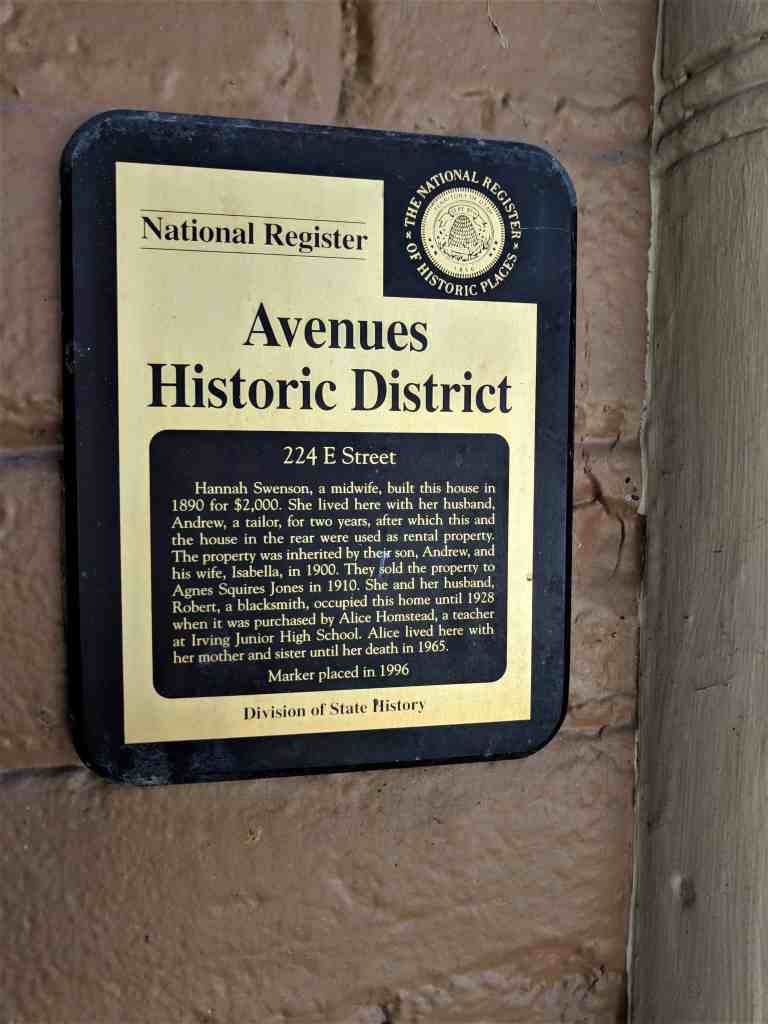 National Register
THE NATIONAL REGISTER
OF HISTORIC PLACES
Avenues
Historic District
224 E Street
Hannah Swenson, a midwife, built this house in
1890 for $2,000. She lived here with her husband,
Andrew, a tailor, for two years, after which this and
the house in the rear were used as rental property.
The property was inherited by their son, Andrew, and
his wife, Isabella, in 1900. They sold the property to
Agnes Squires Jones in 1910. She and her husband,
Robert, a blacksmith, occupied this home until 1928
when it was purchased by Alice Homstead, a teacher
at Irving Junior High School. Alice lived here with
her mother and sister until her death in 1965.
Marker placed in 1996
Division of State History